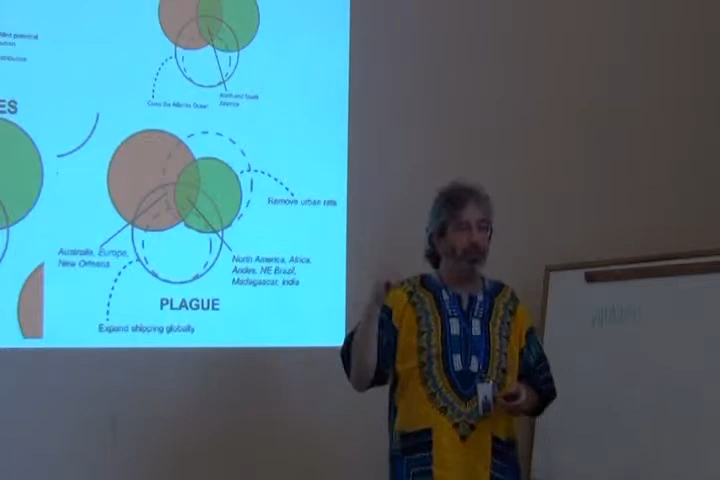 Cross the Atlantic Ocean
North and South
America
ES
Remove urban rats
Australia, Europe,
New Orleans
North America, Africa,
Andes, NE Brazil,
Madagascar, India
PLAGUE
Expand shipping globally